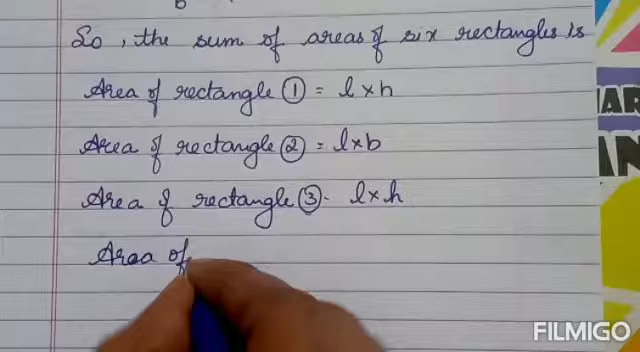 b
So, the sum of areas of six rectangles is
Area of rectangle ① = l×h
Area of rectangle ② = l×b
Area of rectangle ③ - l×h
Area of
FILMIGO